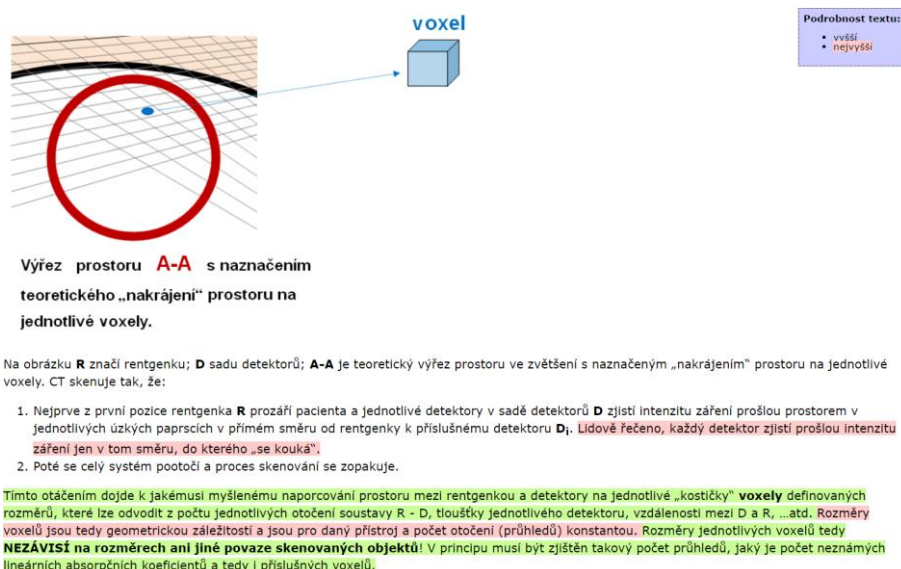 voxel
Podrobnost textu:
vyšší
nejvyšší
Výřez prostoru A-A s naznačením
teoretického „nakrájení" prostoru na
jednotlivé voxely.
Na obrázku R značí rentgenku; D sadu detektorů; A-A je teoretický výřez prostoru ve zvětšení s naznačeným „nakrájením" prostoru na jednotlivé
voxely. CT skenuje tak, že:
1. Nejprve z první pozice rentgenka R prozáří pacienta a jednotlivé detektory v sadě detektorů D zjistí intenzitu záření prošlou prostorem v
jednotlivých úzkých paprscích v přímém směru od rentgenky k příslušnému detektoru Di. Lidově řečeno, každý detektor zjistí prošlou intenzitu
záření jen v tom směru, do kterého „se kouká".
2. Poté se celý systém pootočí a proces skenování se zopakuje.
Tímto otáčením dojde k jakémusi myšlenému naporcování prostoru mezi rentgenkou a detektory na jednotlivé „kostičky" voxely definovaných
rozměrů, které lze odvodit z počtu jednotlivých otočení soustavy R - D, tloušťky jednotlivého detektoru, vzdálenosti mezi D a R, ...atd. Rozměry
voxelů jsou tedy geometrickou záležitostí a jsou pro daný přístroj a počet otočení (průhledů) konstantou. Rozměry jednotlivých voxelů tedy
NEZÁVISÍ na rozměrech ani jiné povaze skenovaných objektů! V principu musí být zjištěn takový počet průhledů, jaký je počet neznámých
lineárních absorpčních koeficientů a tedy i příslušných voxelů.